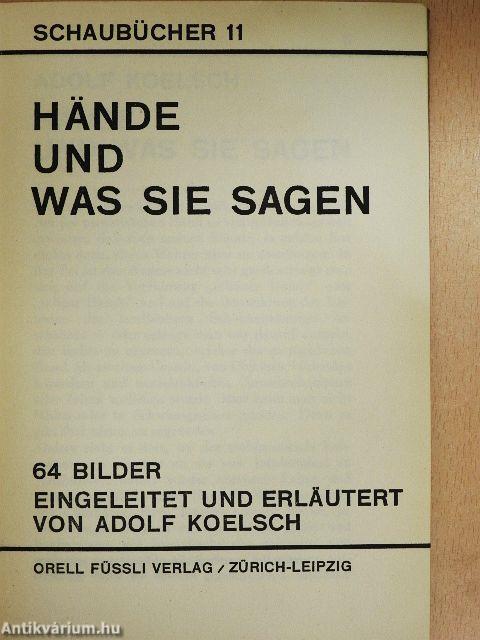 SCHAUBÜCHER 11
HÄNDE
UND
WAS SIE SAGEN
64 BILDER
EINGELEITET UND ERLÄUTERT
VON ADOLF KOELSCH
ORELL FÜSSLI VERLAG / ZÜRICH-LEIPZIG
Antikvárium.hu